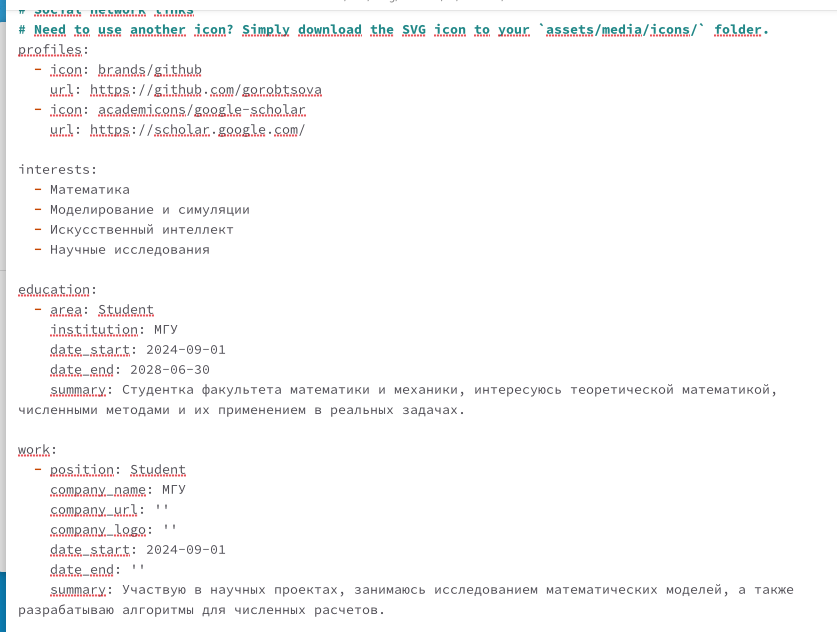 # Social network links
# Need to use another icon? Simply download the SVG icon to your `assets/media/icons/` folder.
profiles:
  - icon: brands/github
    url: https://github.com/gorobtsova
  - icon: academicons/google-scholar
    url: https://scholar.google.com/

interests:
  - Математика
  - Моделирование и симуляции
  - Искусственный интеллект
  - Научные исследования

education:
  - area: Student
    institution: МГУ
    date_start: 2024-09-01
    date_end: 2028-06-30
    summary: Студентка факультета математики и механики, интересуюсь теоретической математикой,
численными методами и их применением в реальных задачах.

work:
  - position: Student
    company_name: МГУ
    company_url: ''
    company_logo: ''
    date_start: 2024-09-01
    date_end: ''
    summary: Участвую в научных проектах, занимаюсь исследованием математических моделей, а также
разрабатываю алгоритмы для численных расчетов.